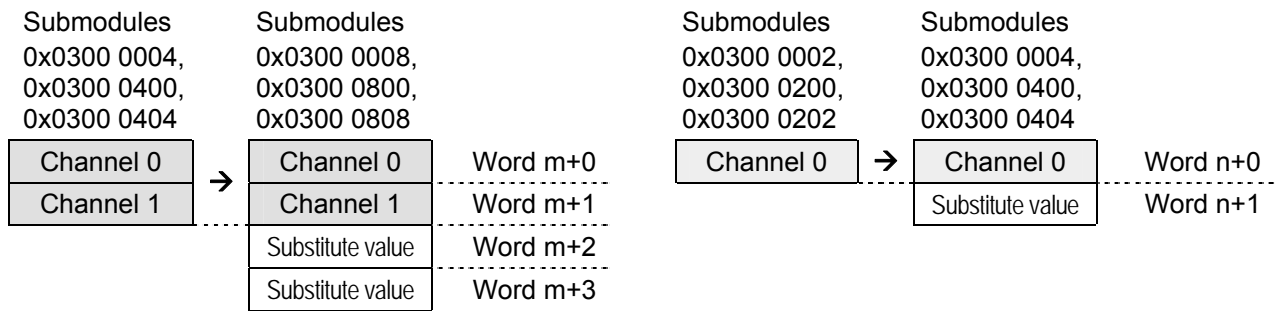 Submodules
0x0300 0004,
0x0300 0400,
0x0300 0404
Channel 0
Channel 1
→
Submodules
0x0300 0008,
0x0300 0800,
0x0300 0808
Channel 0
Channel 1
Substitute value
Substitute value
Word m+0
Word m+1
Word m+2
Word m+3
Submodules
0x0300 0002,
0x0300 0200,
0x0300 0202
Channel 0
→
Submodules
0x0300 0004,
0x0300 0400,
0x0300 0404
Channel 0
Substitute value
Word n+0
Word n+1